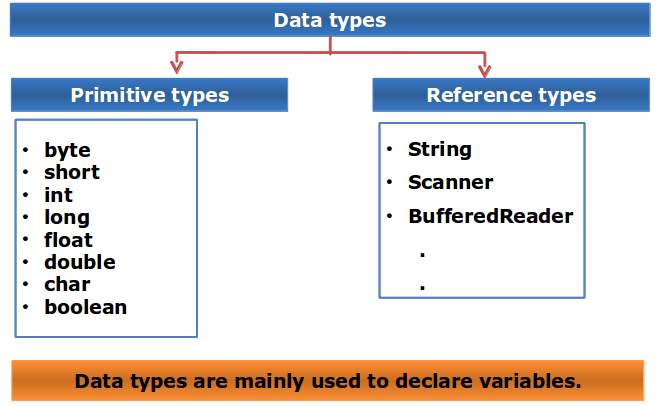 Data types
Primitive types
• byte
• short
• int
• long
• float
• double
• char
• boolean
Reference types
• String
• Scanner
• BufferedReader
.
.
Data types are mainly used to declare variables.